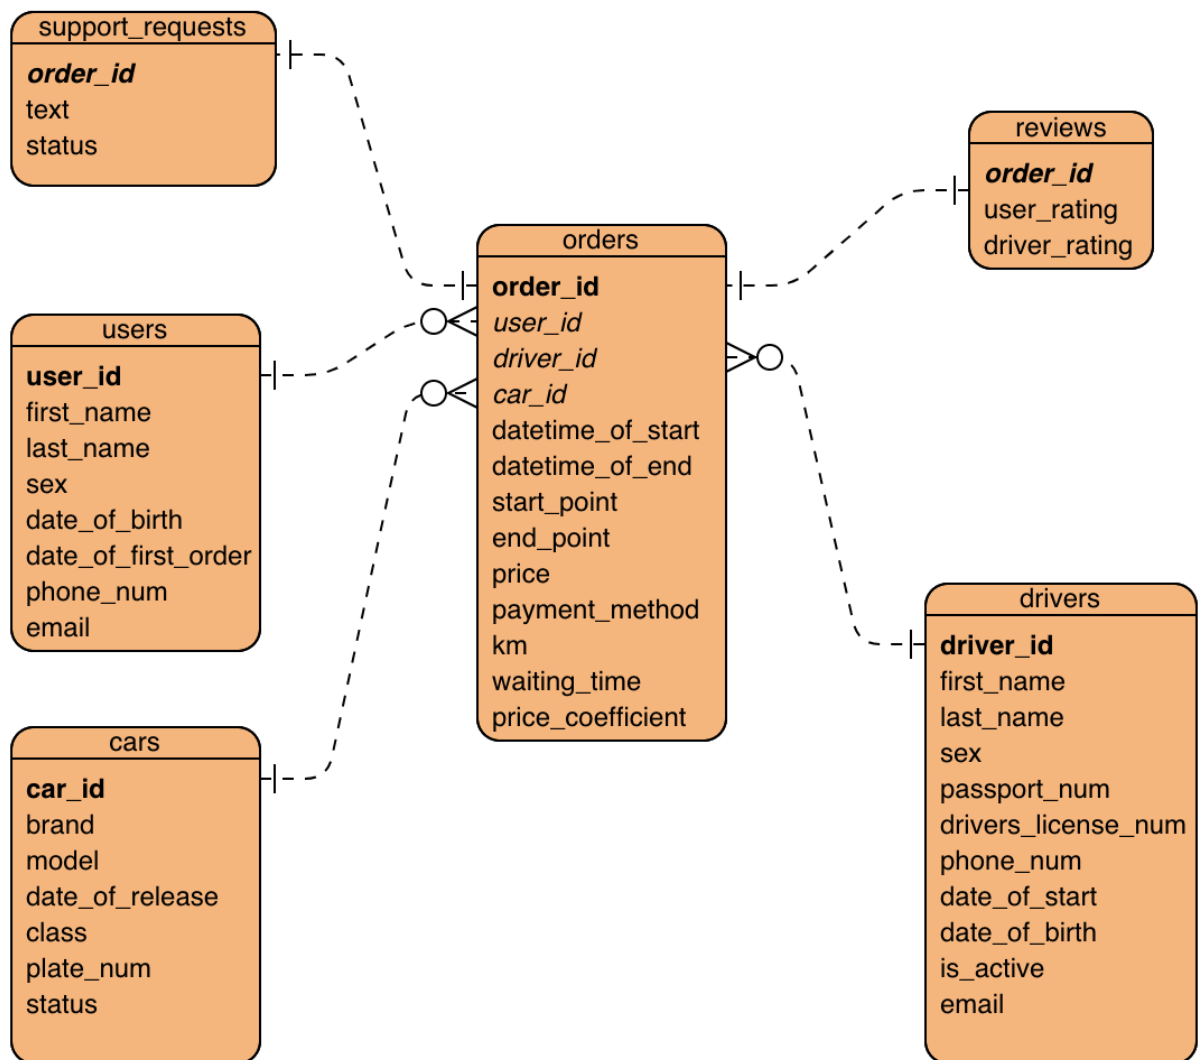 support_requests
order_id
text
status
reviews
order_id
user_rating
driver_rating
orders
order_id
user_id
driver_id
car_id
datetime_of_start
datetime_of_end
start_point
end_point
price
payment_method
km
waiting_time
price_coefficient
users
user_id
first_name
last_name
sex
date_of_birth
date_of_first_order
phone_num
email
drivers
driver_id
first_name
last_name
sex
passport_num
drivers_license_num
phone_num
date_of_start
date_of_birth
is_active
email
cars
car_id
brand
model
date_of_release
class
plate_num
status